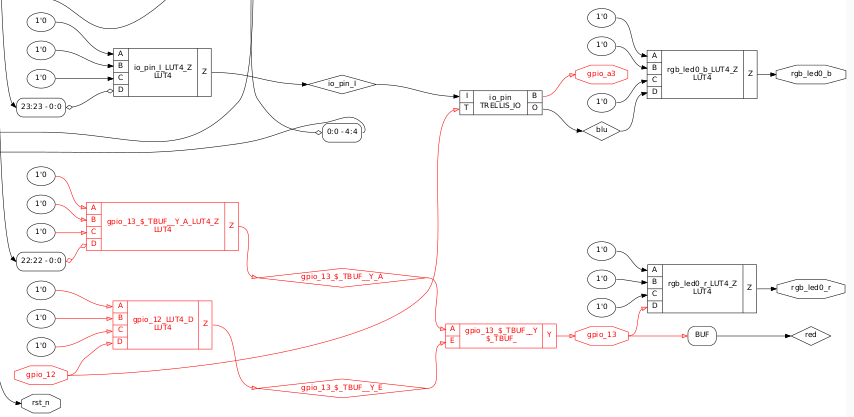 1'0
1'0
1'0
23:23 - 0:0
A
B
C
D
io_pin_I_LUT4_Z
LUT4
Z
io_pin_I
0:0 - 4:4
I
T
io_pin
TRELLIS_IO
B
O
gpio_a3
blu
1'0
1'0
1'0
A
B
C
D
rgb_led0_b_LUT4_Z
LUT4
Z
rgb_led0_b
1'0
1'0
1'0
22:22 - 0:0
A
B
C
D
gpio_13_$_TBUF__Y_A_LUT4_Z
LUT4
Z
gpio_13_$_TBUF__Y_A
1'0
1'0
1'0
gpio_12
A
B
C
D
gpio_12_LUT4_D
LUT4
Z
gpio_13_$_TBUF__Y_E
A
E
gpio_13_$_TBUF__Y
$_TBUF_
Y
gpio_13
1'0
1'0
1'0
A
B
C
D
rgb_led0_r_LUT4_Z
LUT4
Z
rgb_led0_r
BUF
red
rst_n